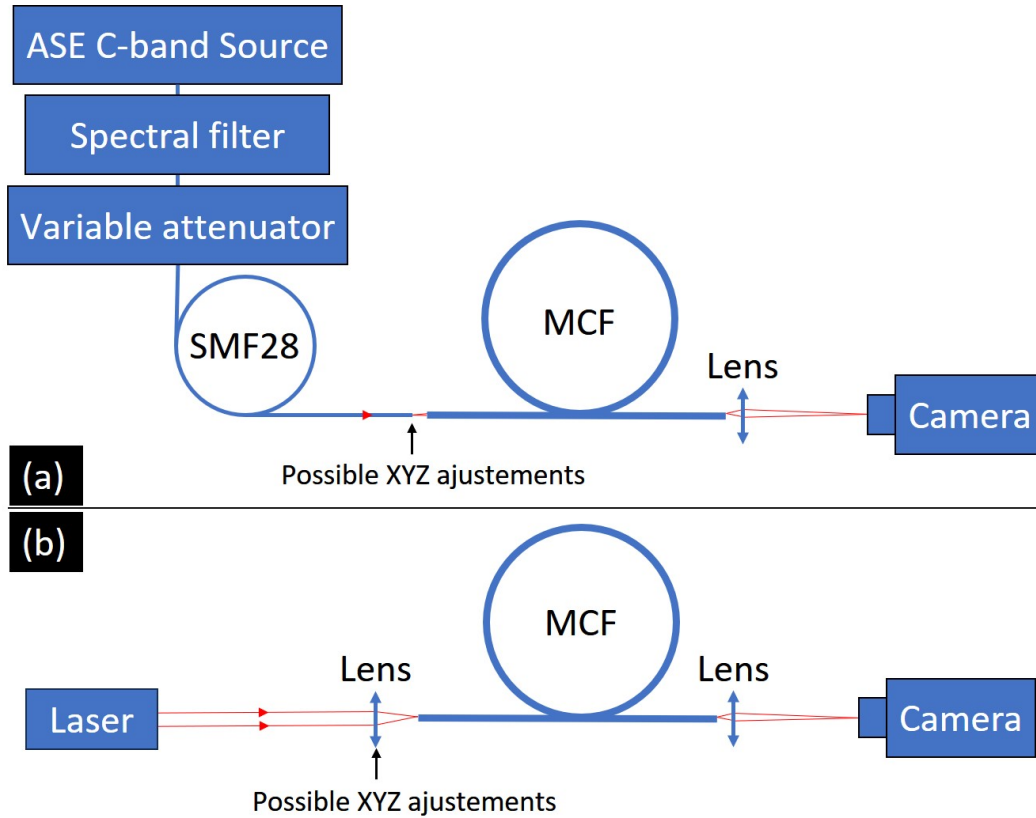 ASE C-band Source
Spectral filter
Variable attenuator
SMF28
MCF
Lens
Camera
Possible XYZ ajustements
(a)
(b)
MCF
Lens
Lens
Laser
Camera
Possible XYZ ajustements